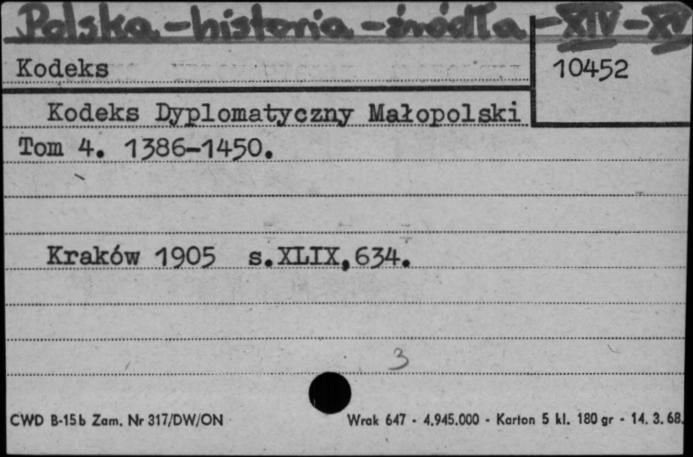 Polska - historia - źródła - XIV - XV
Kodeks
10452
Kodeks Dyplomatyczny Małopolski
Tom 4. 1386-1450.
Kraków 1905 s.XLIX,634.
3
CWD B-15b Zam. Nr 317/DW/ON
Wrak 647 - 4.945.000 - Karton 5 kl. 180 gr - 14. 3. 68.